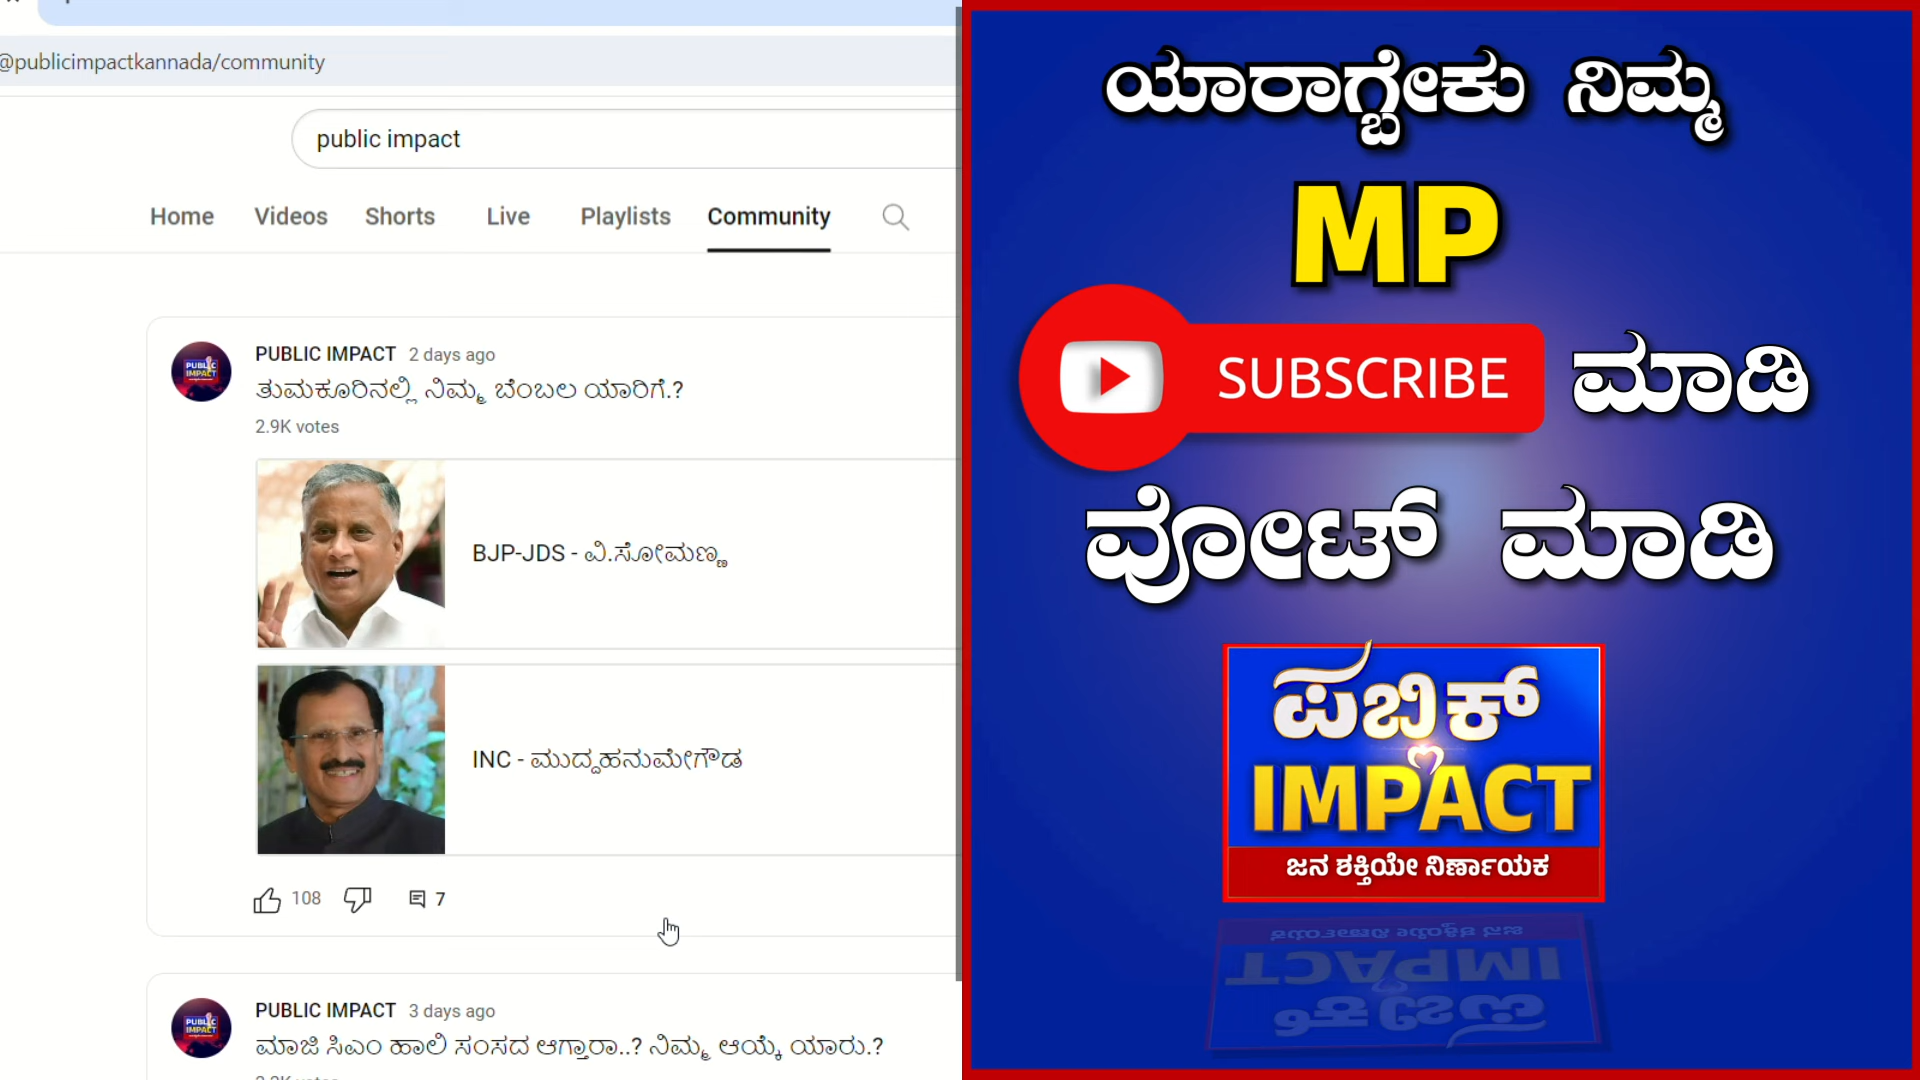 @publicimpactkannada/community
public impact
Home Videos Shorts Live Playlists Community
PUBLIC IMPACT 2 days ago
ತುಮಕೂರಿನಲ್ಲಿ ನಿಮ್ಮ ಬೆಂಬಲ ಯಾರಿಗೆ.?
2.9K votes
BJP-JDS - ವಿ.ಸೋಮಣ್ಣ
INC - ಮುದ್ದಹನುಮೇಗೌಡ
108 7
PUBLIC IMPACT 3 days ago
ಮಾಜಿ ಸಿಎಂ ಹಾಲಿ ಸಂಸದ ಆಗ್ತಾರಾ..? ನಿಮ್ಮ ಆಯ್ಕೆ ಯಾರು.?
ಯಾರಾಗ್ಬೇಕು ನಿಮ್ಮ
MP
SUBSCRIBE ಮಾಡಿ
ವೋಟ್ ಮಾಡಿ
ಪಬ್ಲಿಕ್
IMPACT
ಜನ ಶಕ್ತಿಯೇ ನಿರ್ಣಾಯಕ